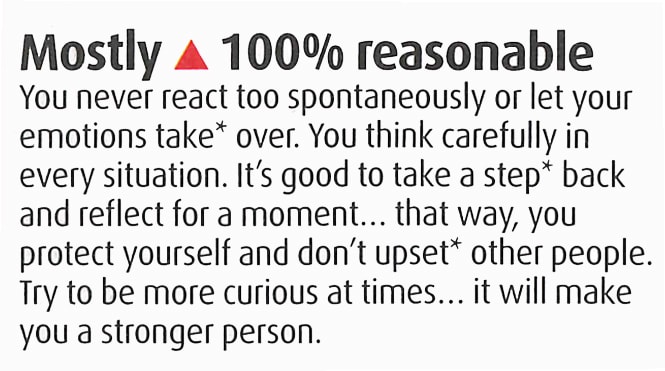 Mostly ▲ 100% reasonable
You never react too spontaneously or let your
emotions take* over. You think carefully in
every situation. It's good to take a step* back
and reflect for a moment... that way, you
protect yourself and don't upset* other people.
Try to be more curious at times... it will make
you a stronger person.